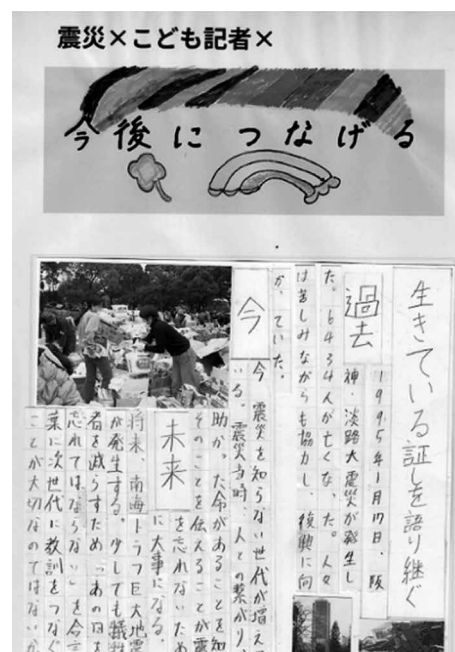 震災×こども記者×
今後につなげる
生きている証しを語り継ぐ
過去
1995年1月17日、阪
神・淡路大震災が発生し
た。6434人が亡くなった。人々
は苦しみながらも協力し、復興に向
かっていた。
今
今、震災を知らない世代が増え
いる。震災当時、人との繋がり、
助かった命があることを知
そのことを伝えることが震
を忘れないため
に大事になる。
未来
将来、南海トラフ巨大地震
が発生する。少しでも犠牲
者を減らすため「あの日を
忘れてはならない」を合言
葉に次世代に教訓をつなぐ
ことが大切なのではないか